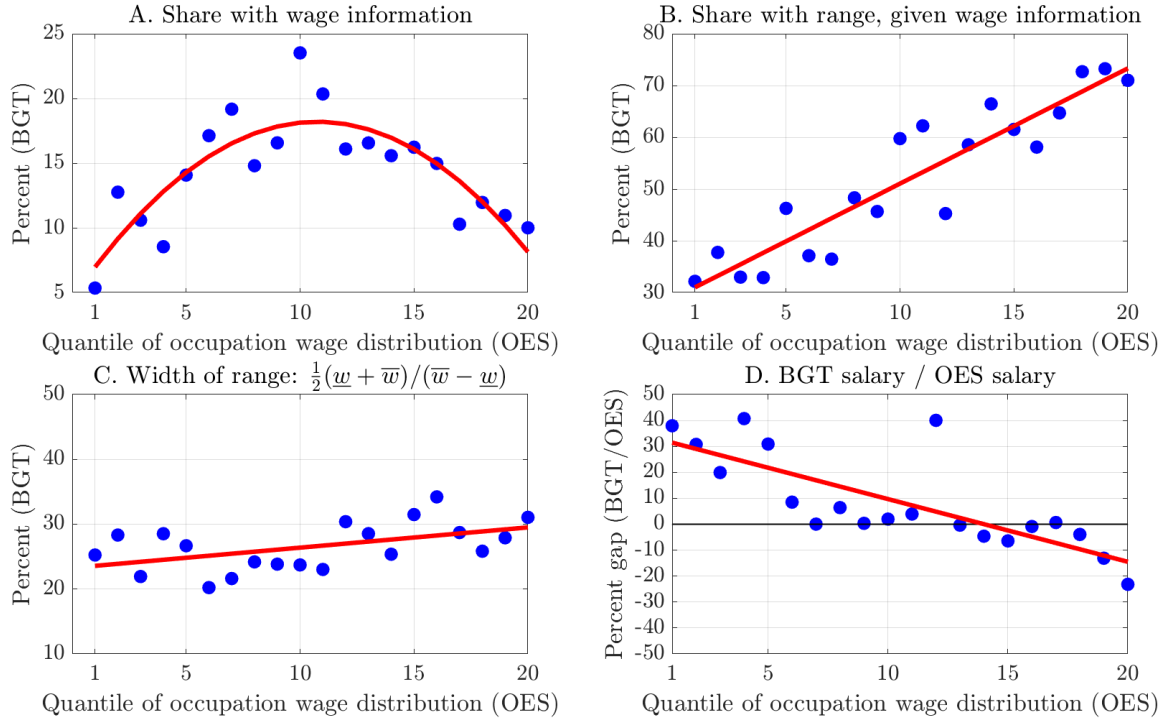 A. Share with wage information
25
20
15
10
5
Percent (BGT)
1 5 10 15 20
Quantile of occupation wage distribution (OES)
B. Share with range, given wage information
80
70
60
50
40
30
Percent (BGT)
1 5 10 15 20
Quantile of occupation wage distribution (OES)
C. Width of range: ½(w̲ + w̅)/(w̅ − w̲)
50
40
30
20
10
Percent (BGT)
1 5 10 15 20
Quantile of occupation wage distribution (OES)
D. BGT salary / OES salary
50
40
30
20
10
0
-10
-20
-30
-40
-50
Percent gap (BGT/OES)
1 5 10 15 20
Quantile of occupation wage distribution (OES)